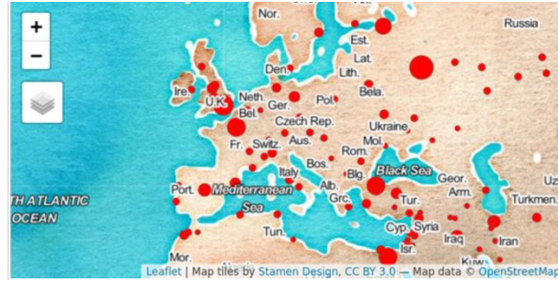 +
Nor.
Russia
−
Est.
Lat.
Den.
Lith.
Ire.
U.K.
Neth.
Bela.
Ger.
Pol.
Bel.
Czech Rep.
Ukraine
Fr.
Switz.
Aus.
Mol.
Rom.
Bos.
Italy
Blg.
Black Sea
Geor.
Uz
Port.
Mediterranean
Alb.
Arm.
Turkmen.
TH ATLANTIC
Grc.
Tur.
OCEAN
Sea
Cyp.
Syria
Tun.
Iraq
Iran
Isr.
Mor.
Kuw.
Leaflet | Map tiles by Stamen Design, CC BY 3.0 — Map data © OpenStreetMap